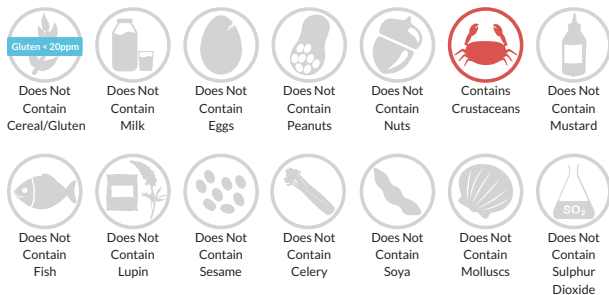 Gluten < 20ppm
Does Not
Contain
Cereal/Gluten
Does Not
Contain
Milk
Does Not
Contain
Eggs
Does Not
Contain
Peanuts
Does Not
Contain
Nuts
Contains
Crustaceans
Does Not
Contain
Mustard
Does Not
Contain
Fish
Does Not
Contain
Lupin
Does Not
Contain
Sesame
Does Not
Contain
Celery
Does Not
Contain
Soya
Does Not
Contain
Molluscs
SO₂
Does Not
Contain
Sulphur
Dioxide